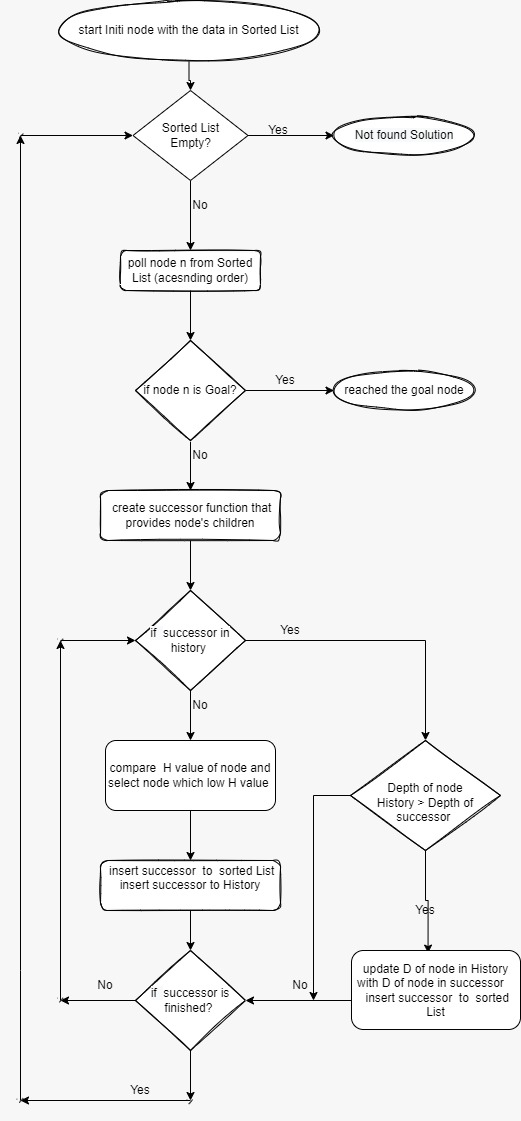 start Initi node with the data in Sorted List
Sorted List
Empty?
Yes
Not found Solution
No
poll node n from Sorted
List (acesnding order)
if node n is Goal?
Yes
reached the goal node
No
create successor function that
provides node's children
if successor in
history
Yes
No
compare H value of node and
select node which low H value
Depth of node
History > Depth of
successor
insert successor to sorted List
insert successor to History
Yes
update D of node in History
with D of node in successor
insert successor to sorted
List
No
if successor is
finished?
No
Yes